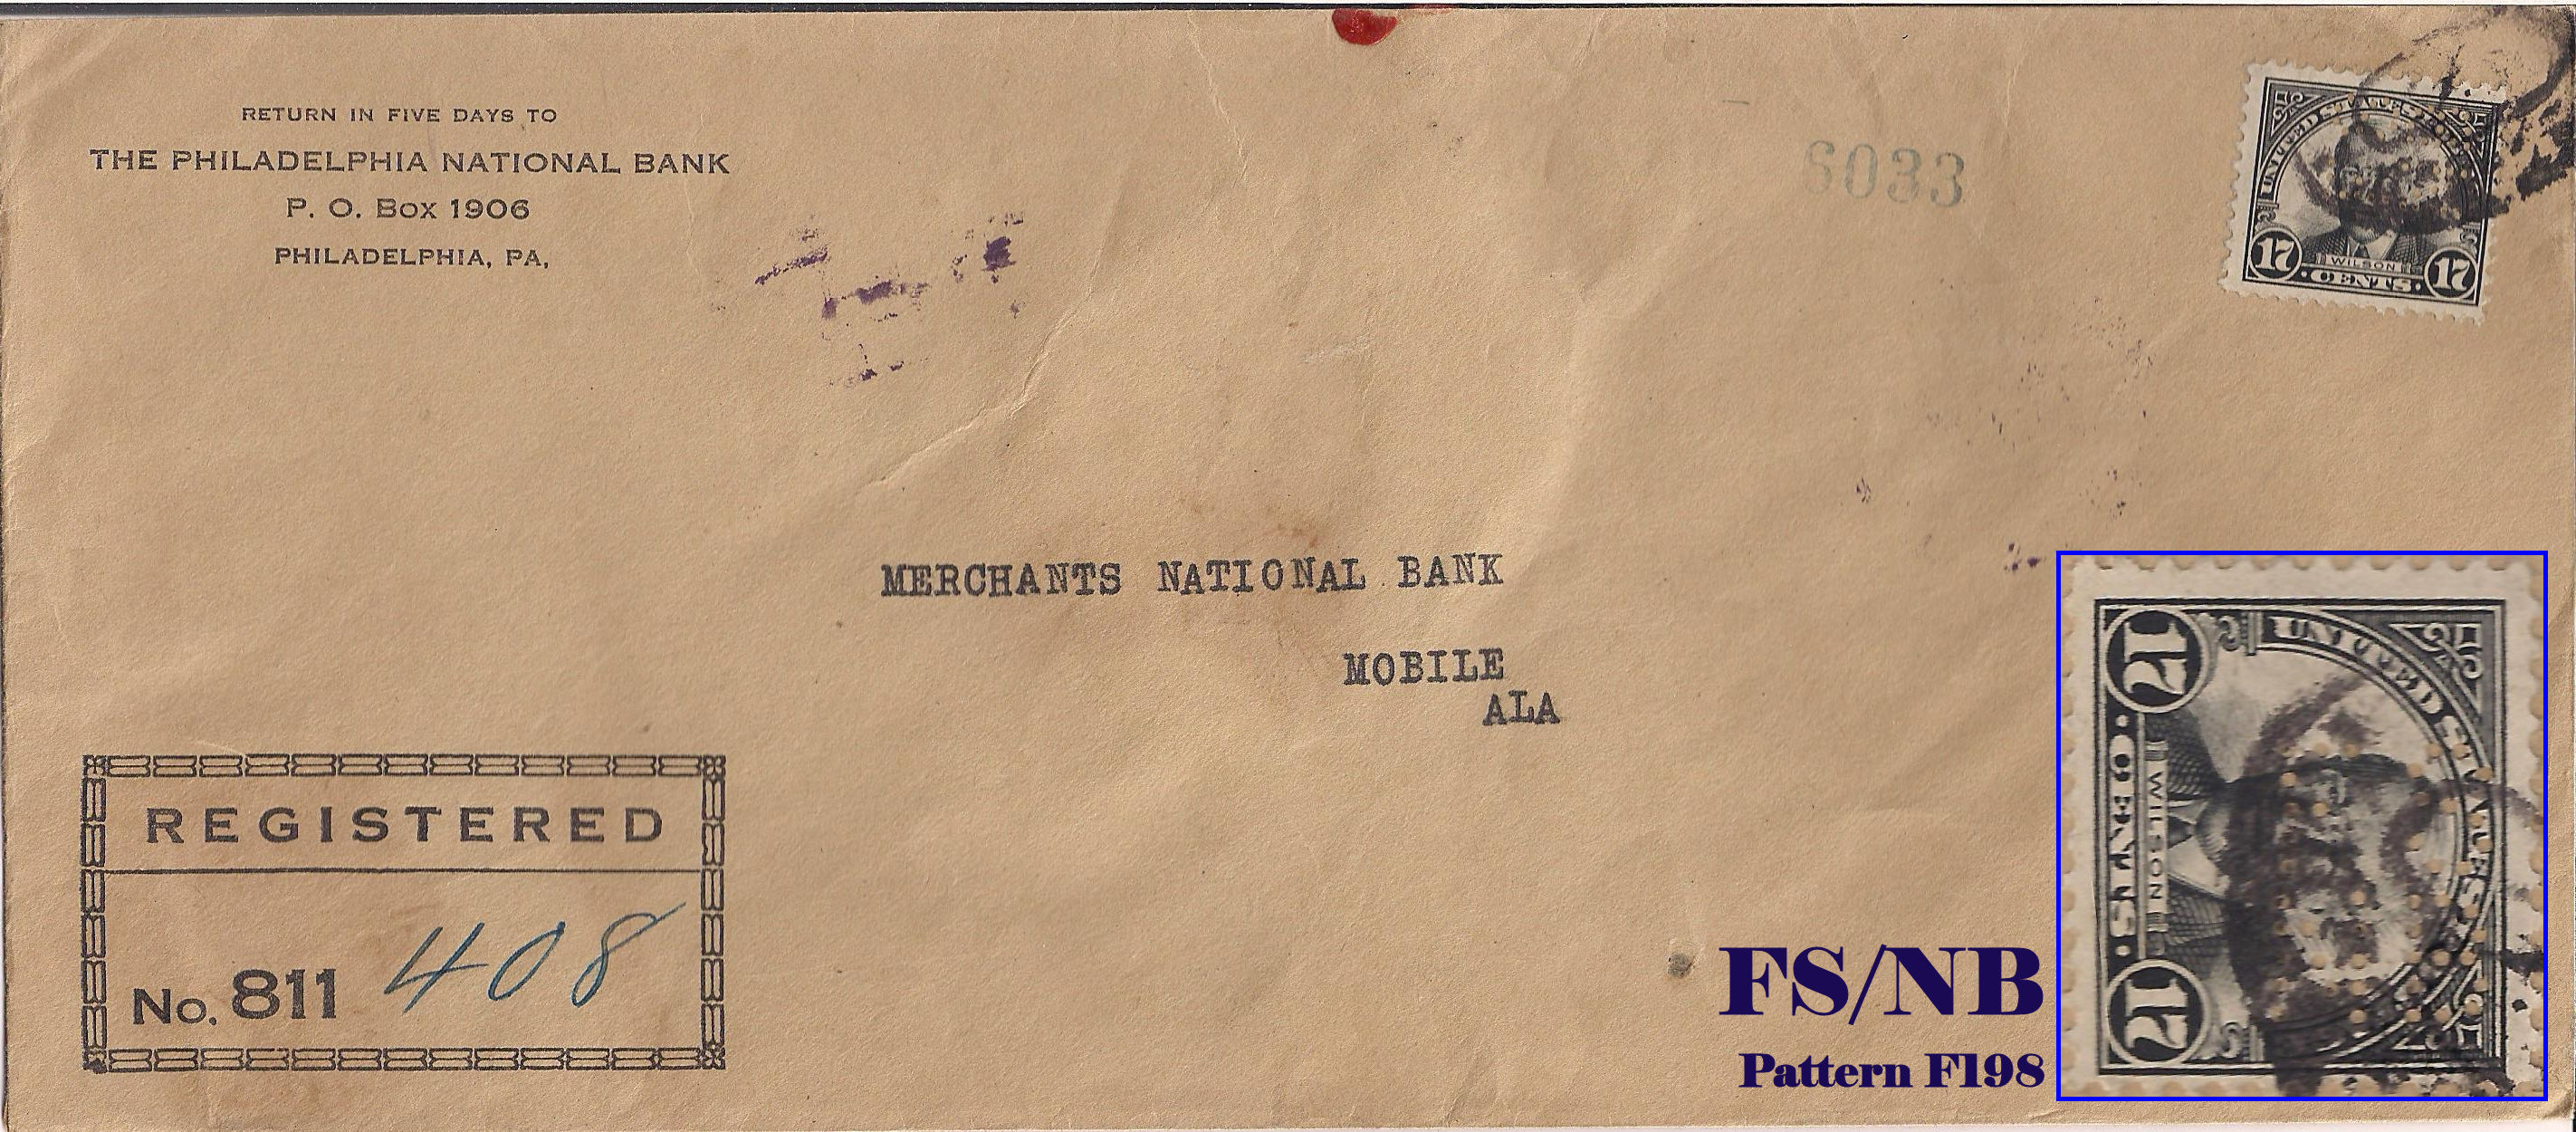 RETURN IN FIVE DAYS TO
THE PHILADELPHIA NATIONAL BANK
P. O. Box 1906
PHILADELPHIA, PA,
6033
UNITED STATES POSTAGE
17 WILSON 17
CENTS
MERCHANTS NATIONAL BANK
MOBILE
ALA
REGISTERED
No. 811 408
FS/NB
Pattern F198
UNITED STATES
17 WILSON 17
CENTS